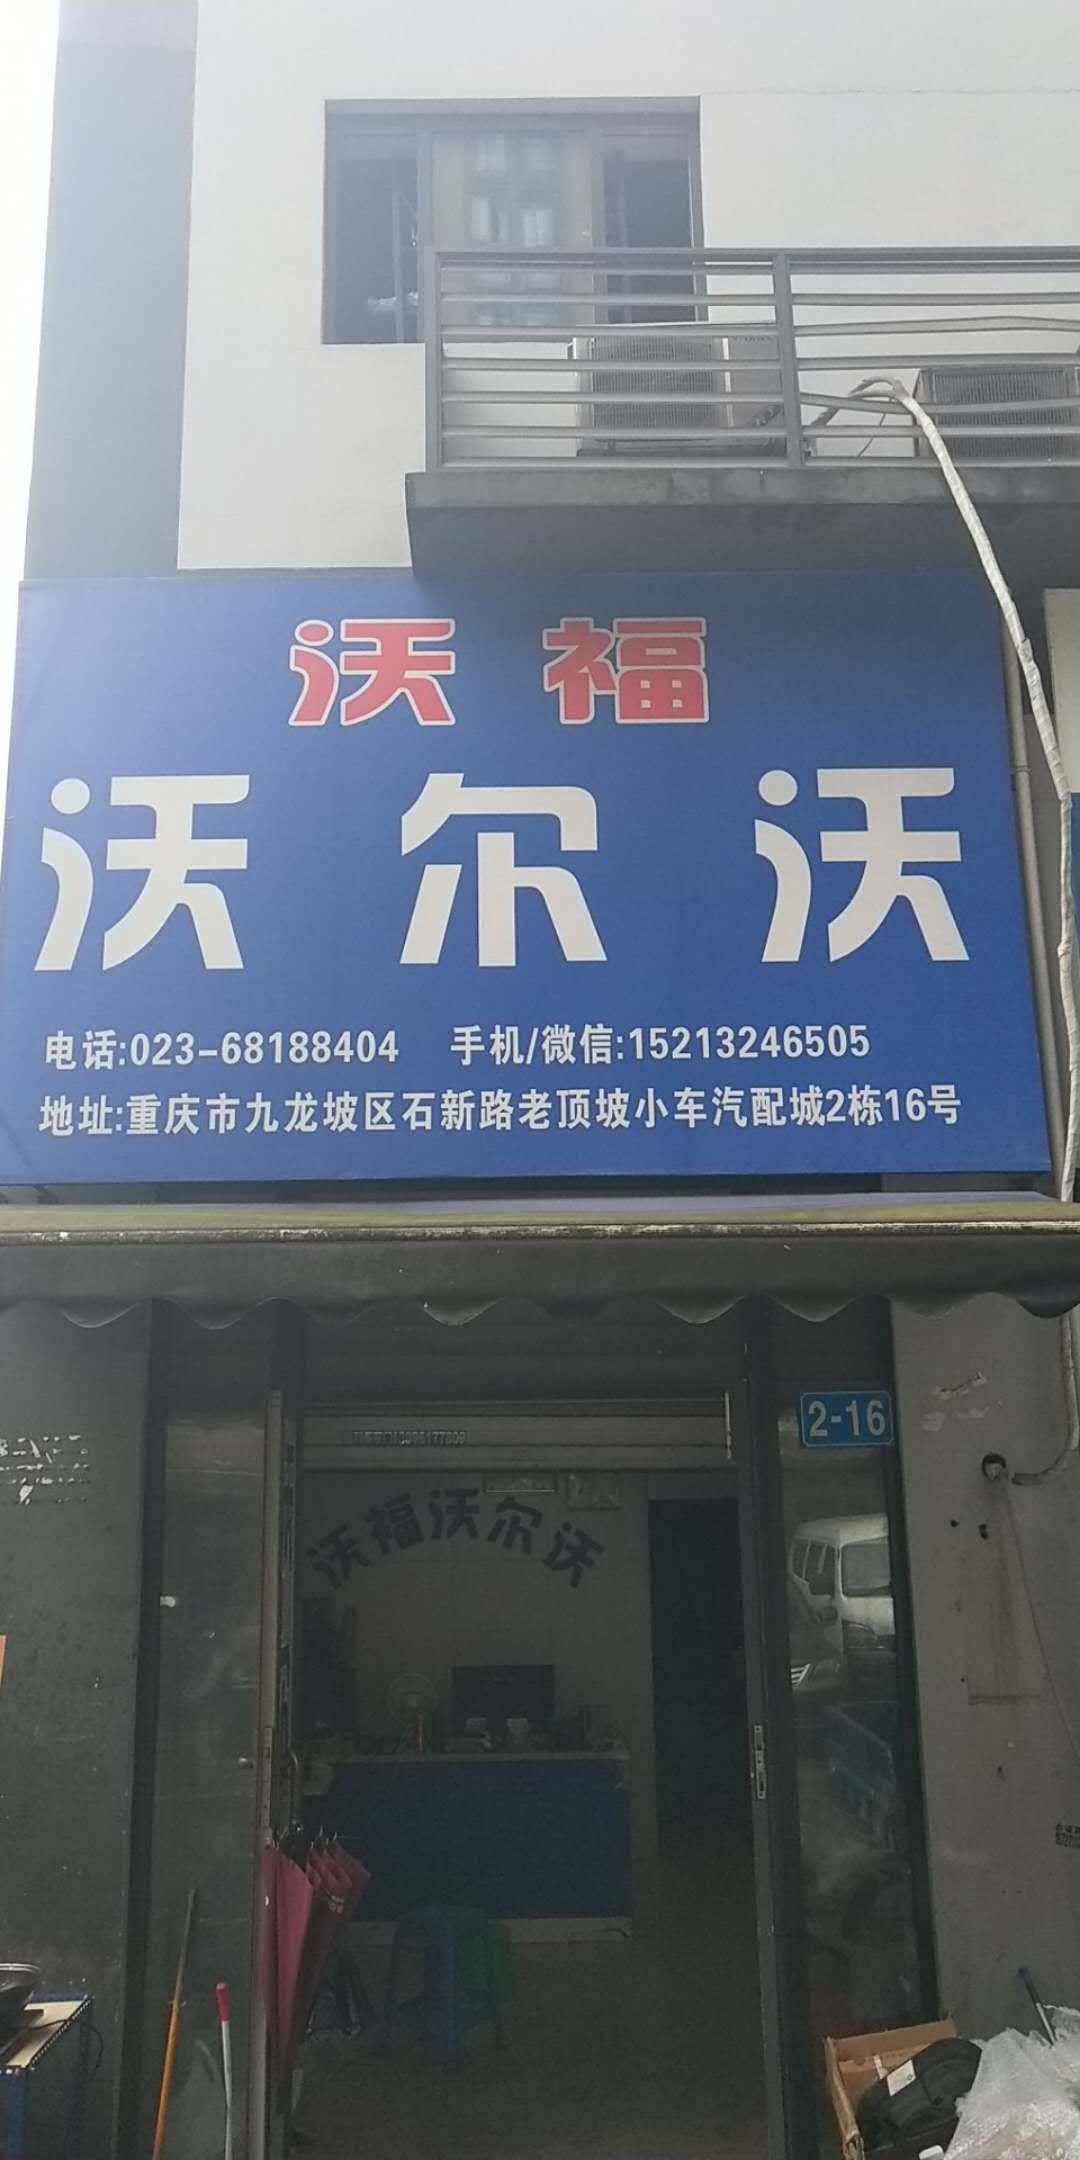 沃福
沃尔沃
电话:023-68188404 手机/微信:15213246505
地址:重庆市九龙坡区石新路老顶坡小车汽配城2栋16号
2-16
沃福沃尔沃